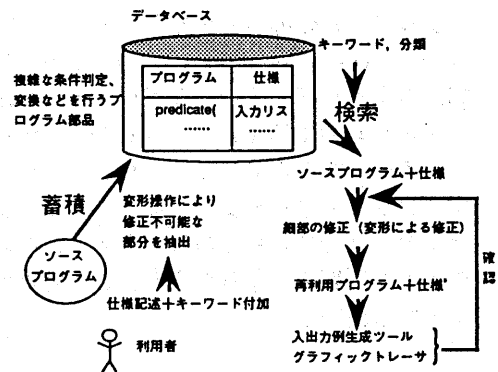 データベース
キーワード，分類
複雑な条件判定、
変換などを行うプ
ログラム部品
プログラム
仕様
predicate(
......
入力リス
......
検索
ソースプログラム＋仕様
蓄積
変形操作により
修正不可能な
部分を抽出
細部の修正（変形による修正）
確認
ソース
プログラム
再利用プログラム＋仕様'
仕様記述＋キーワード付加
入出力例生成ツール
グラフィックトレーサ
利用者